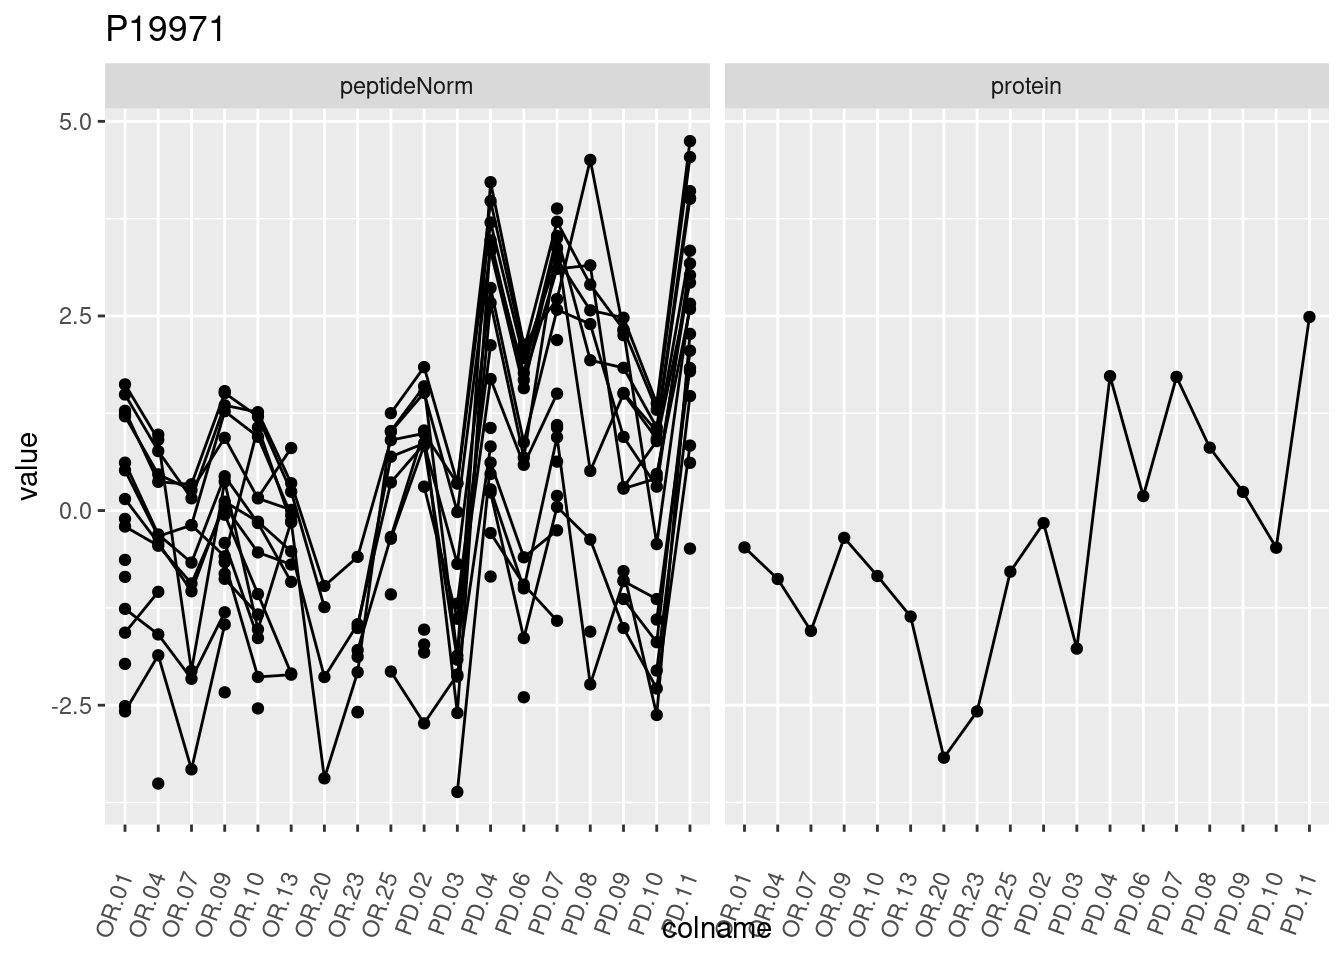 P19971
peptideNorm protein
5.0
2.5
0.0
-2.5
value
OR.01 OR.04 OR.07 OR.09 OR.10 OR.13 OR.20 OR.23 OR.25 PD.02 PD.03 PD.04 PD.06 PD.07 PD.08 PD.09 PD.10 PD.11 OR.01 OR.04 OR.07 OR.09 OR.10 OR.13 OR.20 OR.23 OR.25 PD.02 PD.03 PD.04 PD.06 PD.07 PD.08 PD.09 PD.10 PD.11
colname